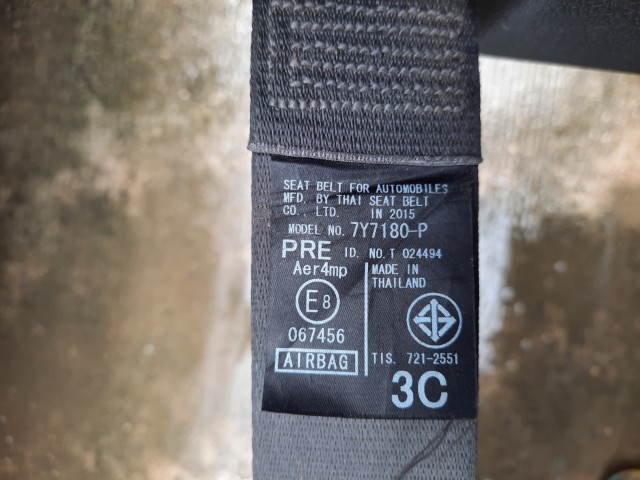 SEAT BELT FOR AUTOMOBILES
MFD. BY THAI SEAT BELT
CO., LTD. IN 2015
MODEL NO. 7Y7180-P
PRE ID. NO. T 024494
Aer4mp
E8
067456
AIRBAG
MADE IN
THAILAND
TIS. 721-2551
3C